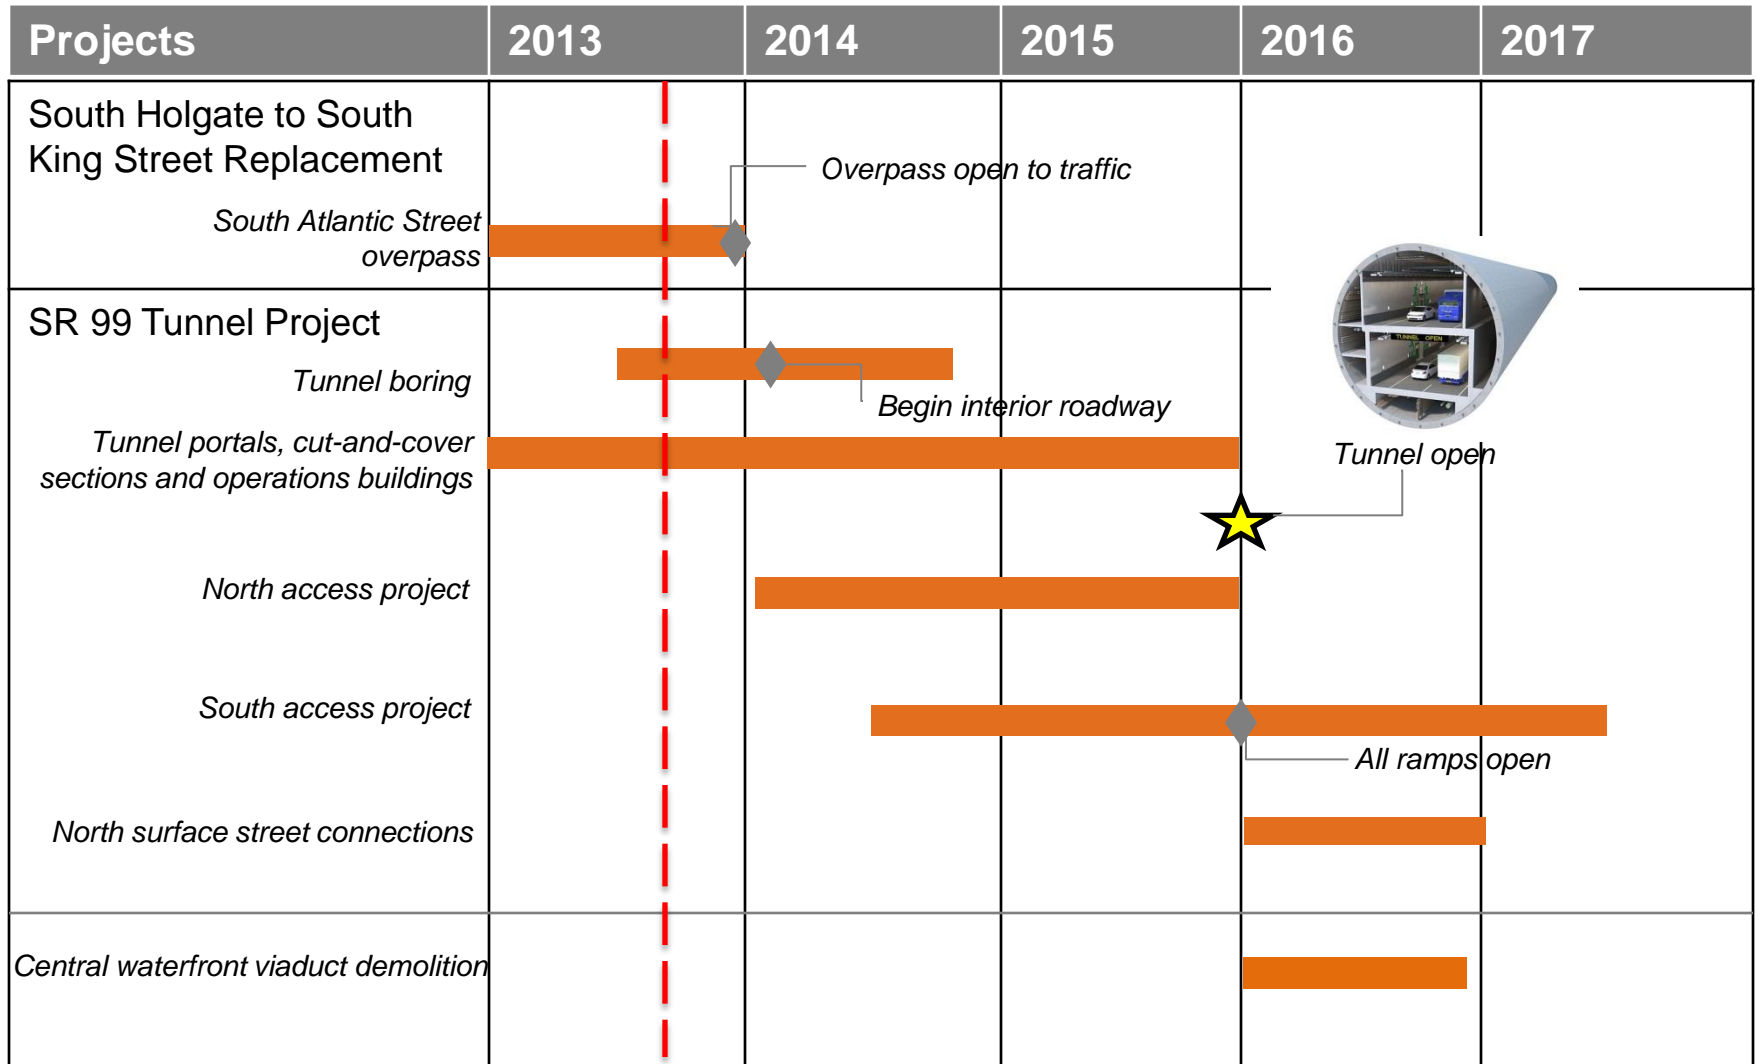 Projects 2013 2014 2015 2016 2017
South Holgate to South
King Street Replacement
Overpass open to traffic
South Atlantic Street
overpass
SR 99 Tunnel Project
TUNNEL OPEN
Tunnel boring
Begin interior roadway
Tunnel portals, cut-and-cover
sections and operations buildings
Tunnel open
North access project
South access project
All ramps open
North surface street connections
Central waterfront viaduct demolition